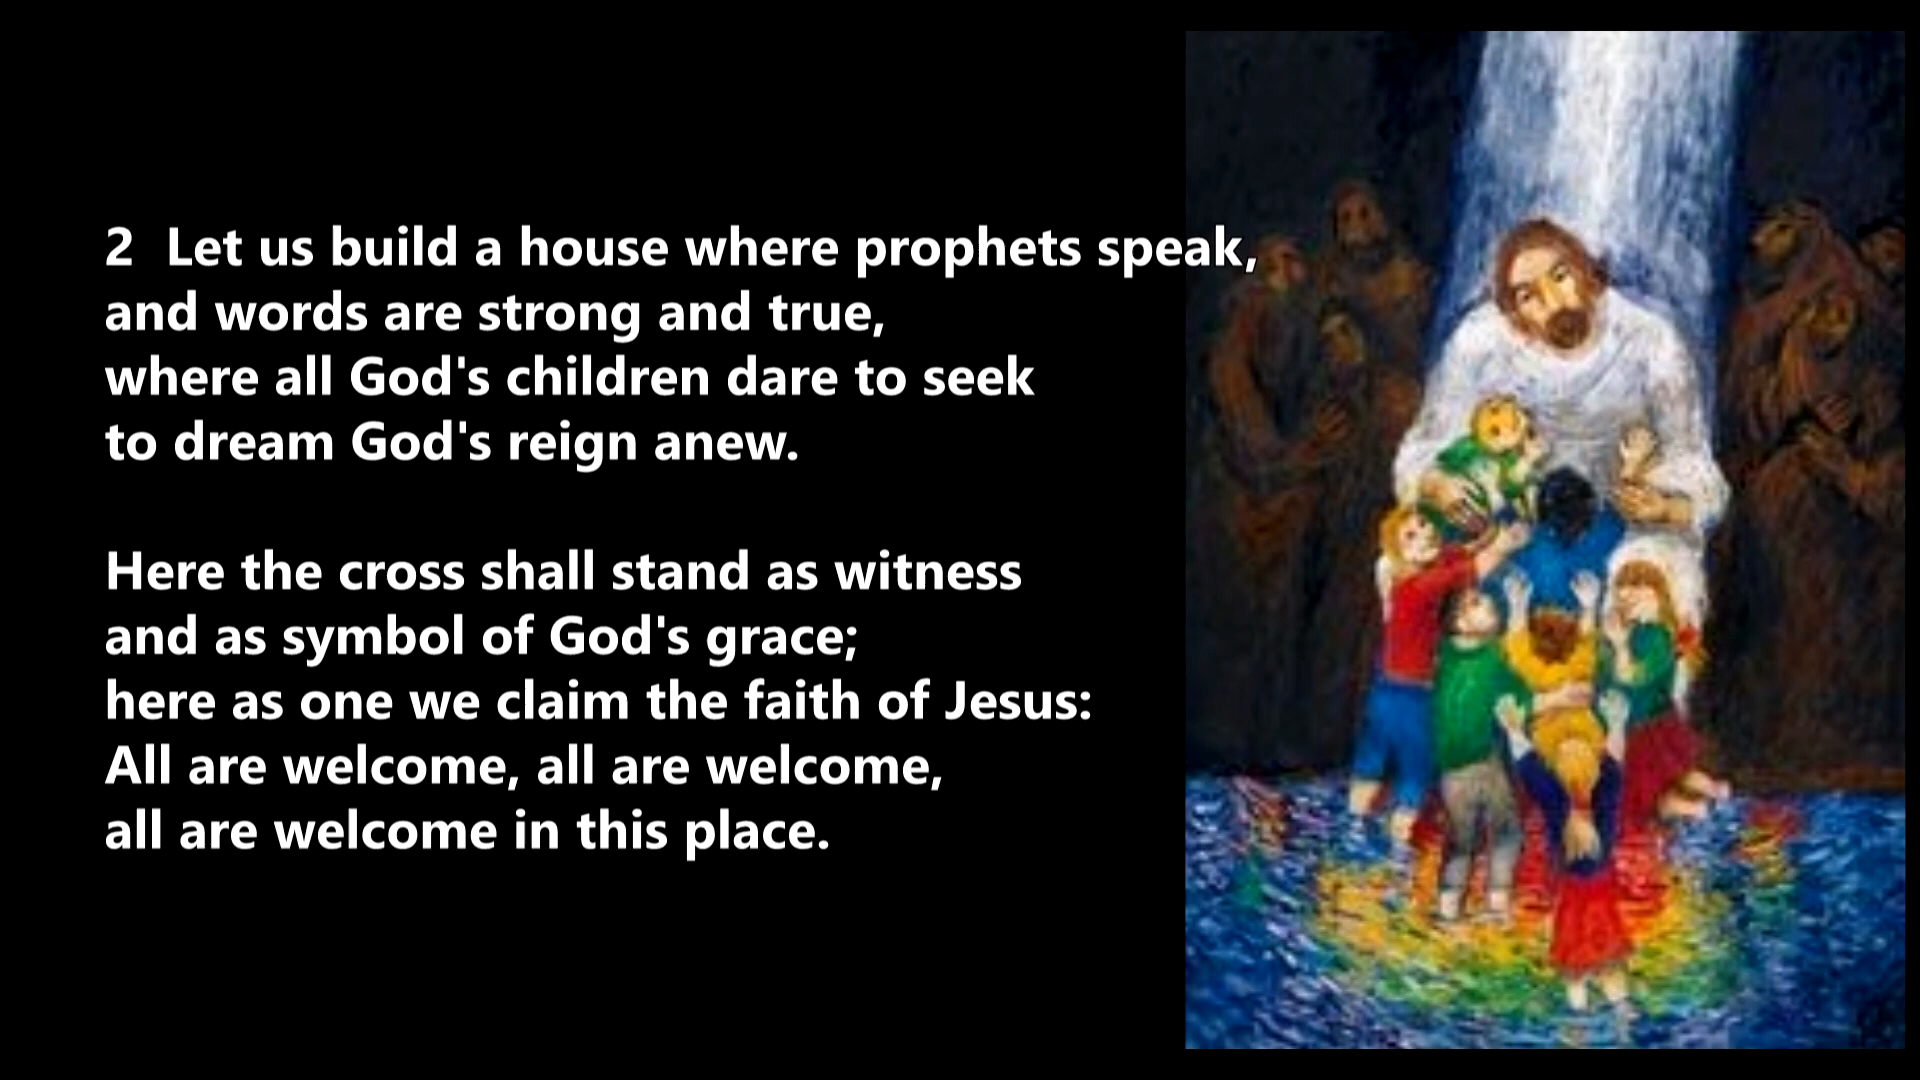 2 Let us build a house where prophets speak,
and words are strong and true,
where all God's children dare to seek
to dream God's reign anew.
Here the cross shall stand as witness
and as symbol of God's grace;
here as one we claim the faith of Jesus:
All are welcome, all are welcome,
all are welcome in this place.